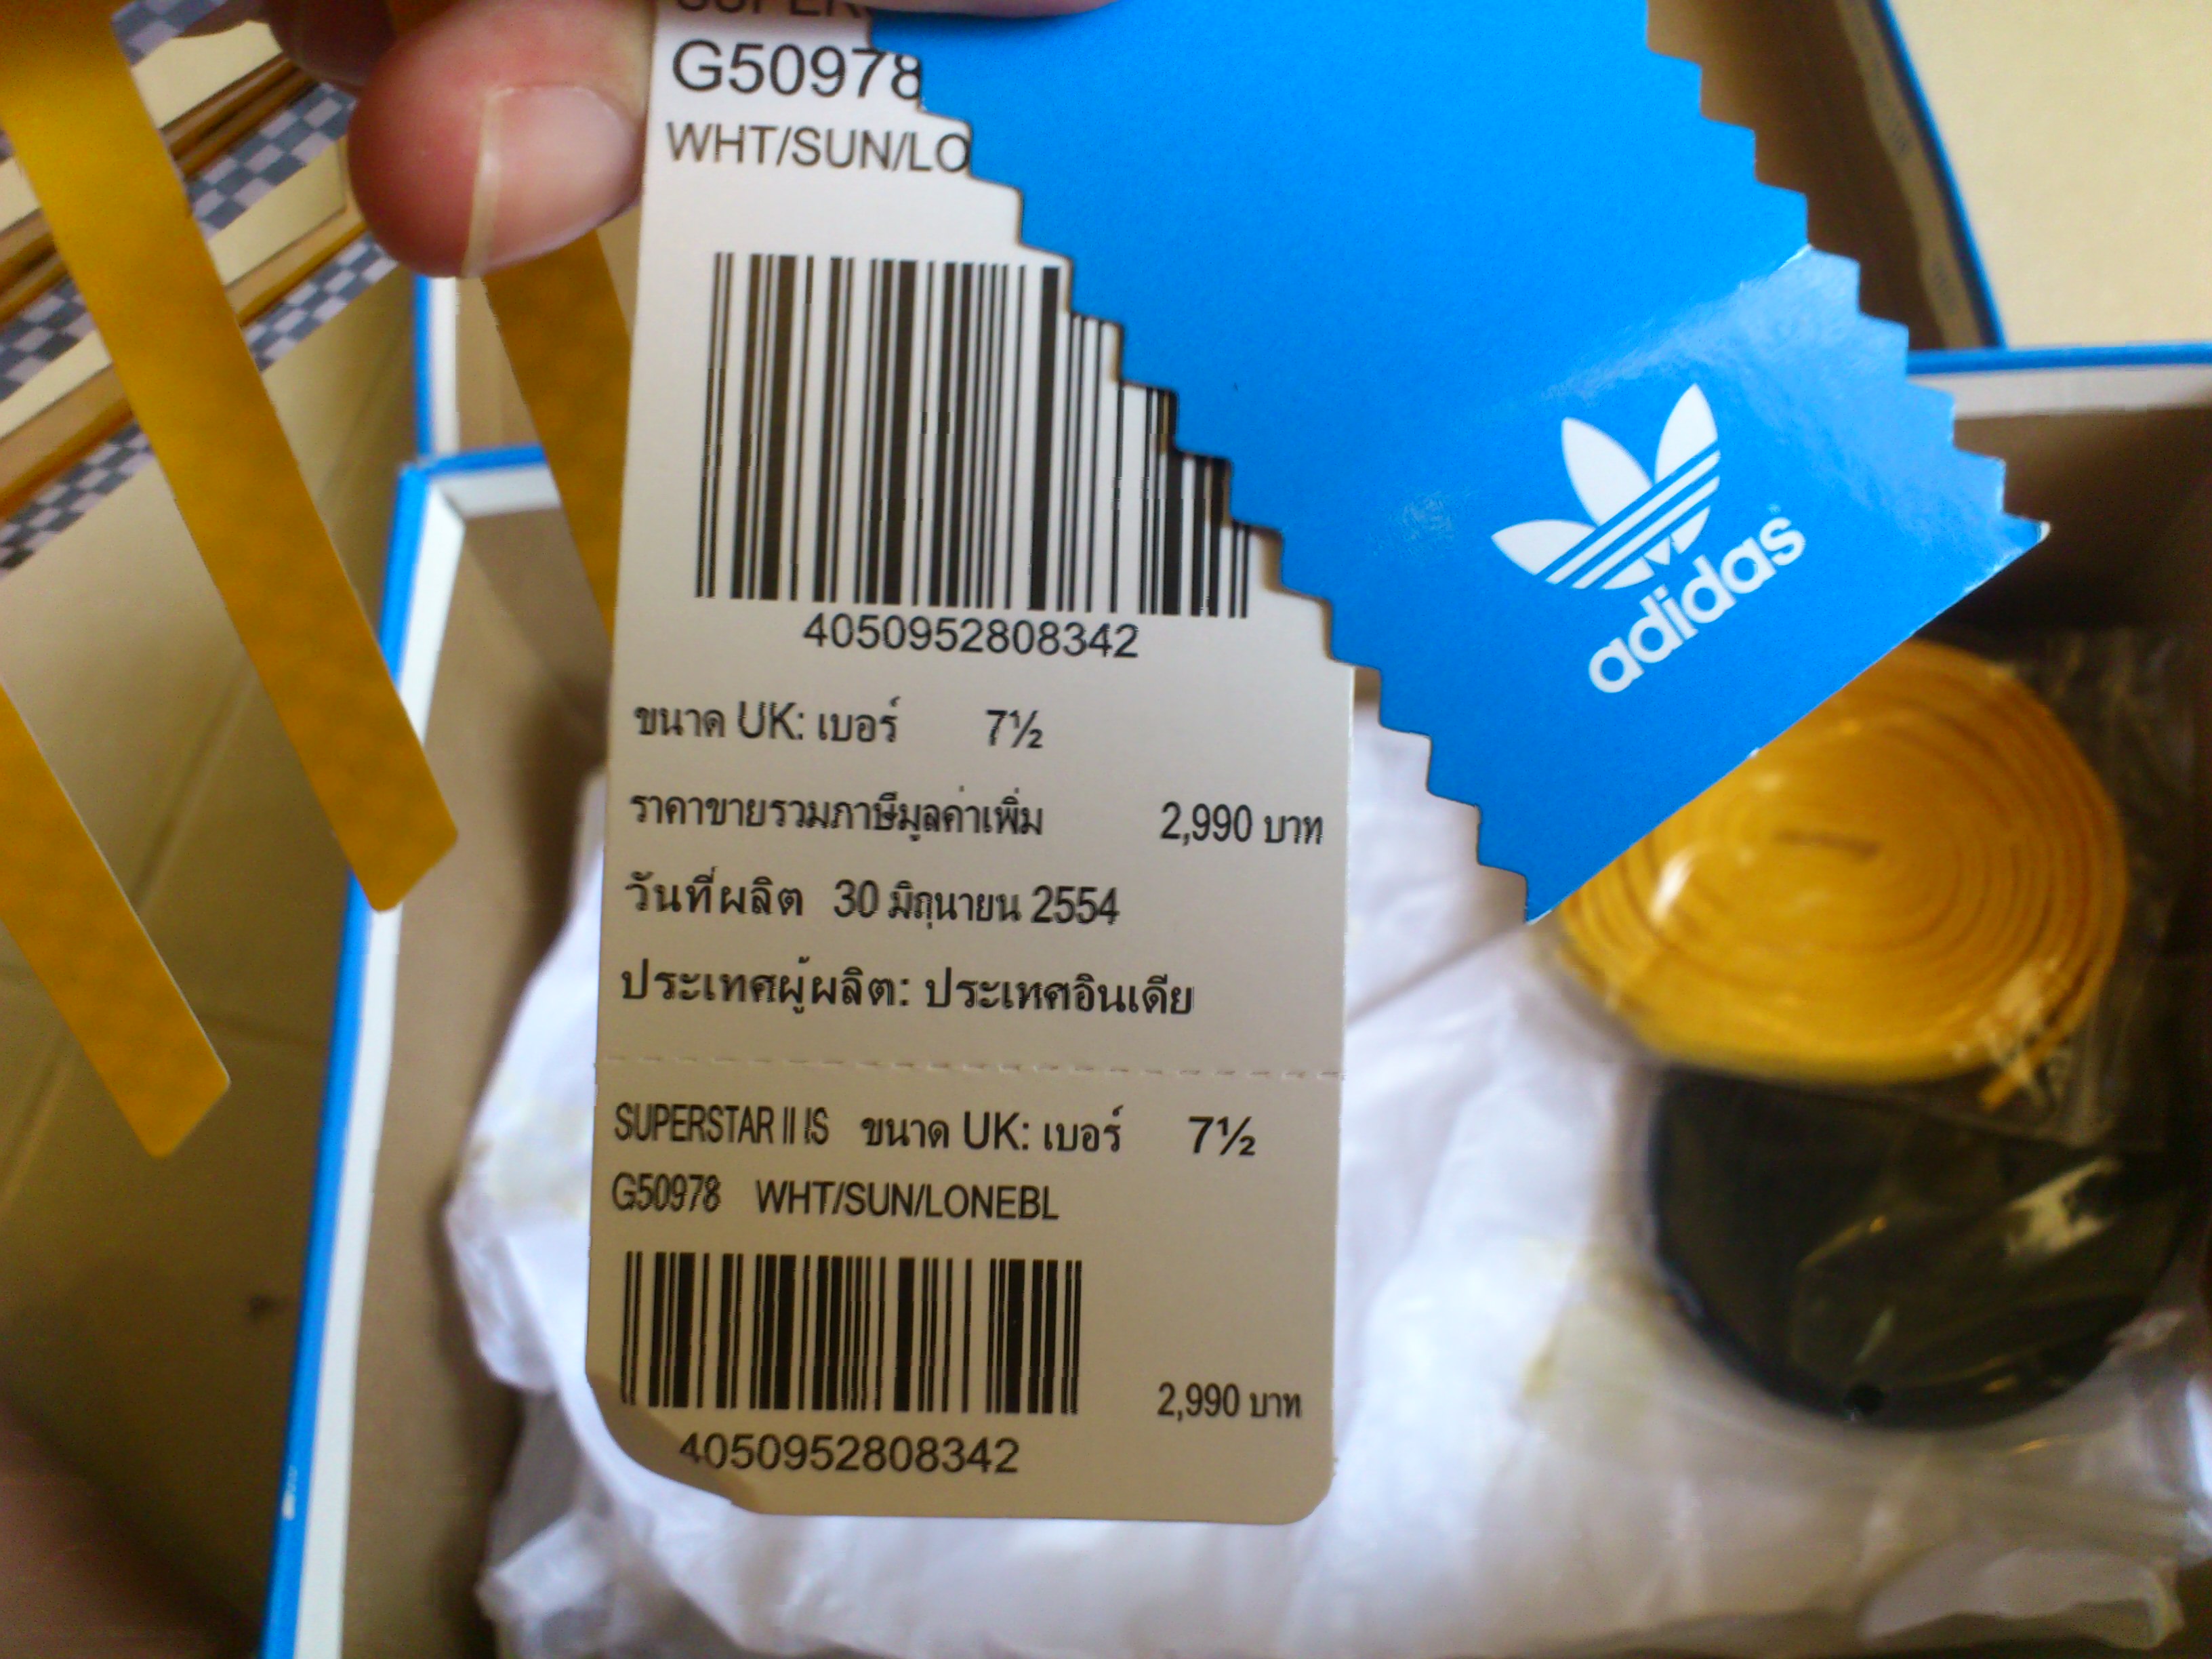 G50978
WHT/SUN/LO
4050952808342
ขนาด UK: เบอร์ 7½
ราคาขายรวมภาษีมูลค่าเพิ่ม 2,990 บาท
วันที่ผลิต 30 มิถุนายน 2554
ประเทศผู้ผลิต: ประเทศอินเดีย
SUPERSTAR II IS ขนาด UK: เบอร์ 7½
G50978 WHT/SUN/LONEBL
2,990 บาท
4050952808342
adidas